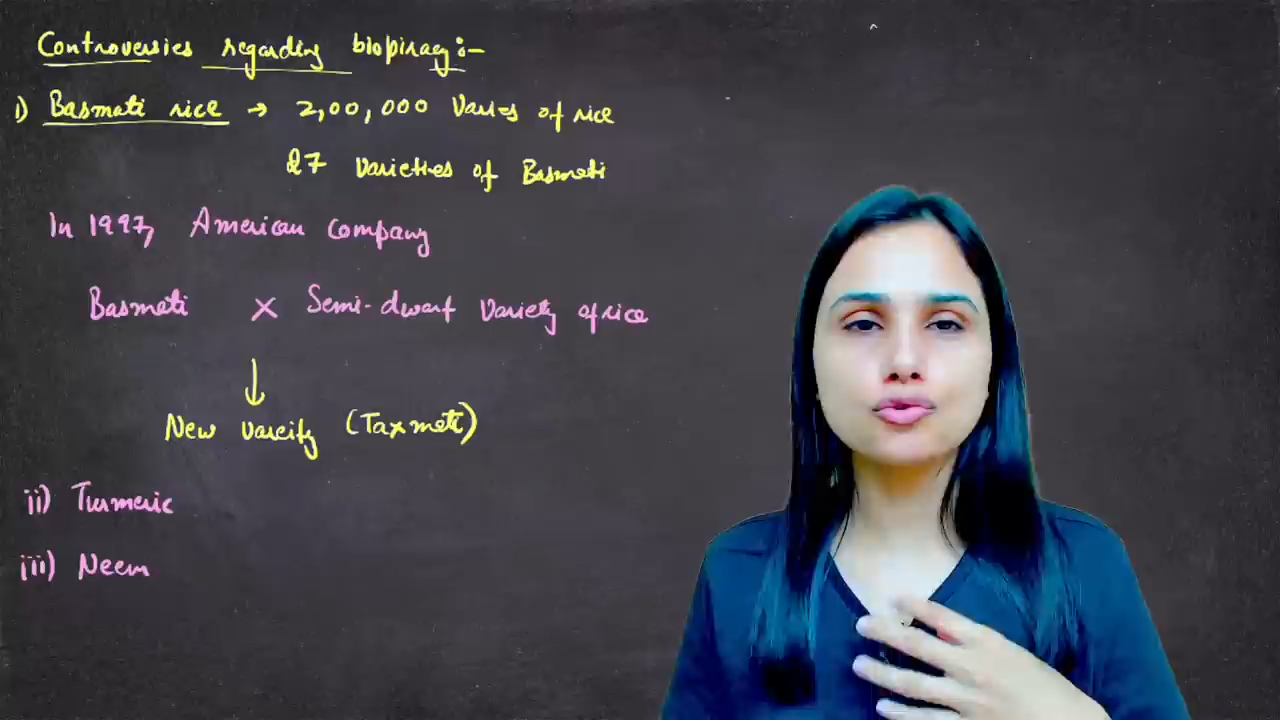 Controversies regarding biopiracy:-
i) Basmati rice → 2,00,000 Varies of rice
27 Varieties of Basmati
In 1997, American company
Basmati × Semi-dwarf Variety of rice
↓
New Vareity (Taxmati)
ii) Turmeric
iii) Neem